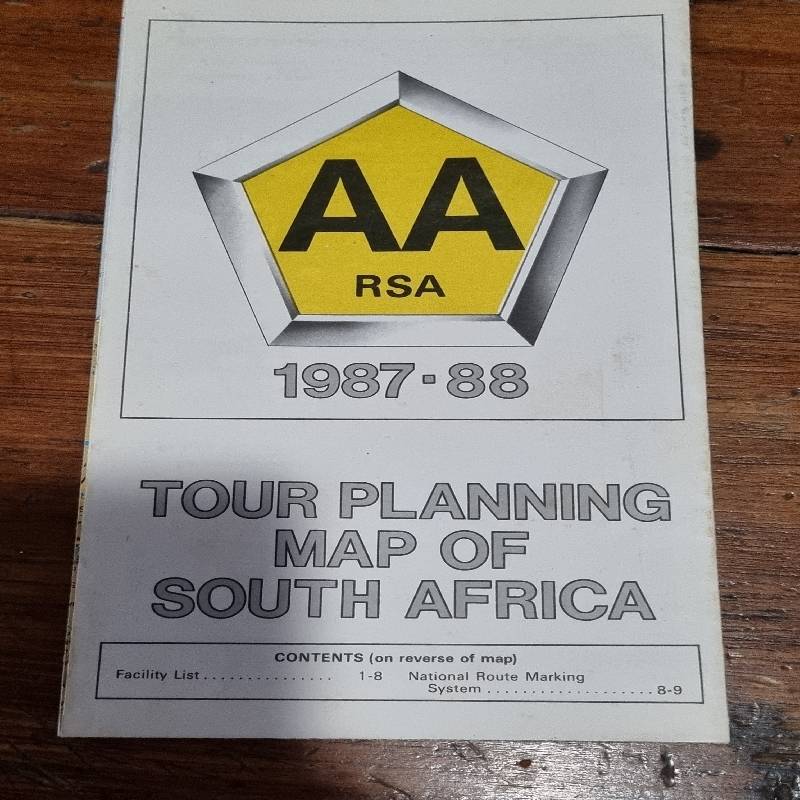 AA
RSA
1987·88
TOUR PLANNING
MAP OF
SOUTH AFRICA
CONTENTS (on reverse of map)
Facility List ............... 1-8 National Route Marking
System ................... 8-9